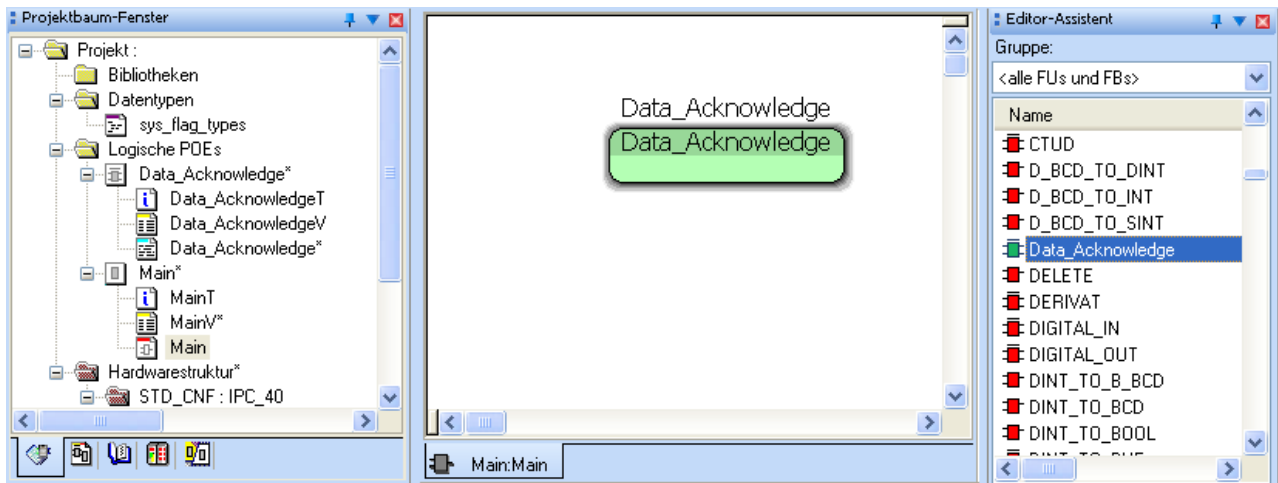 Projektbaum-Fenster
Projekt :
Bibliotheken
Datentypen
sys_flag_types
Logische POEs
Data_Acknowledge*
Data_AcknowledgeT
Data_AcknowledgeV
Data_Acknowledge*
Main*
MainT
MainV*
Main
Hardwarestruktur*
STD_CNF : IPC_40
Data_Acknowledge
Data_Acknowledge
Main:Main
Editor-Assistent
Gruppe:
<alle FUs und FBs>
Name
CTUD
D_BCD_TO_DINT
D_BCD_TO_INT
D_BCD_TO_SINT
Data_Acknowledge
DELETE
DERIVAT
DIGITAL_IN
DIGITAL_OUT
DINT_TO_B_BCD
DINT_TO_BCD
DINT_TO_BOOL